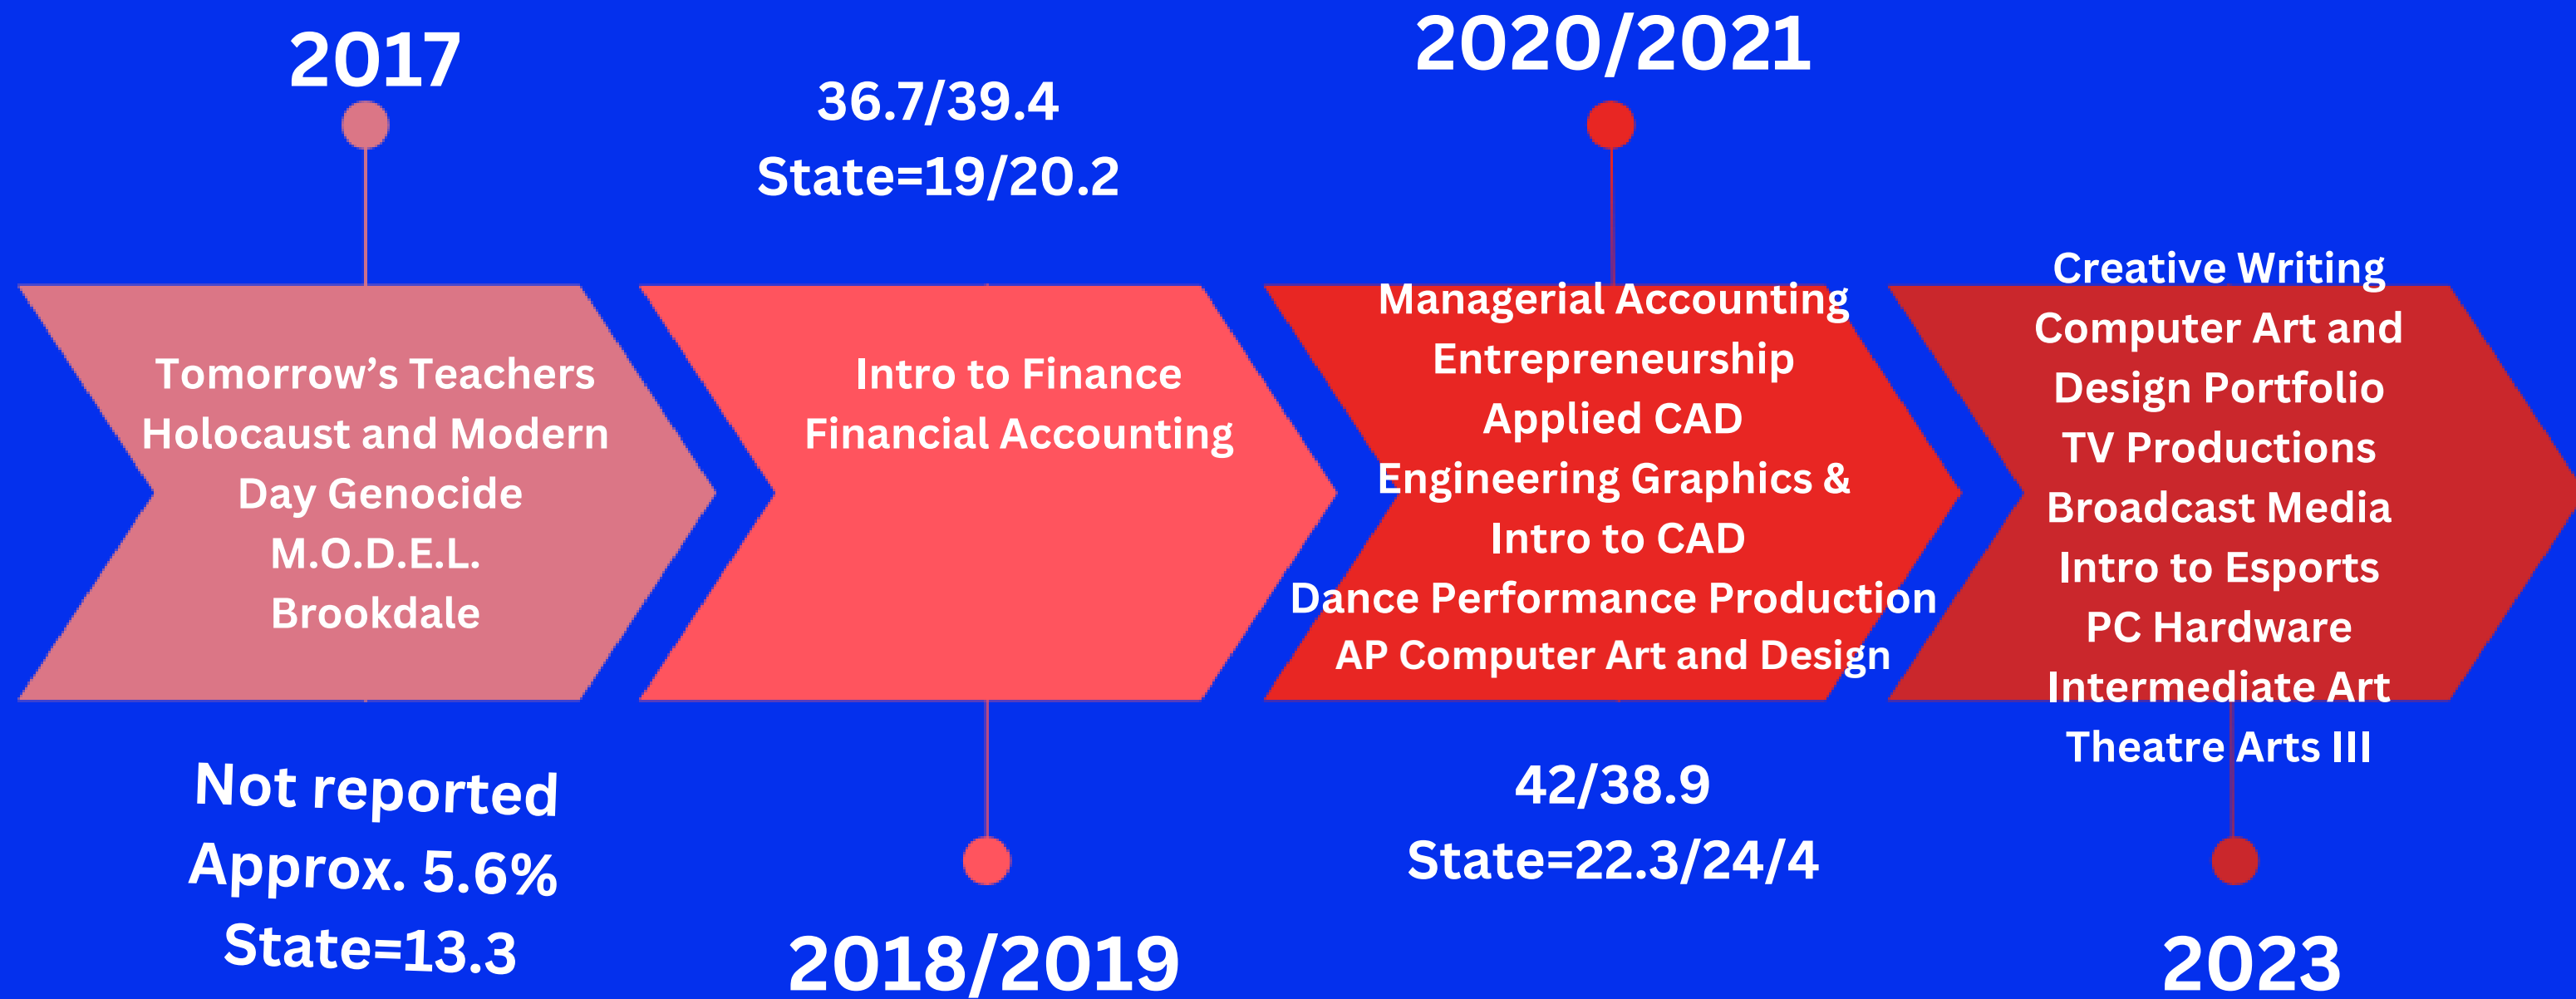 2017
Tomorrow’s Teachers
Holocaust and Modern
Day Genocide
M.O.D.E.L.
Brookdale
Not reported
Approx. 5.6%
State=13.3
36.7/39.4
State=19/20.2
Intro to Finance
Financial Accounting
2018/2019
2020/2021
Managerial Accounting
Entrepreneurship
Applied CAD
Engineering Graphics &
Intro to CAD
Dance Performance Production
AP Computer Art and Design
42/38.9
State=22.3/24/4
Creative Writing
Computer Art and
Design Portfolio
TV Productions
Broadcast Media
Intro to Esports
PC Hardware
Intermediate Art
Theatre Arts III
2023